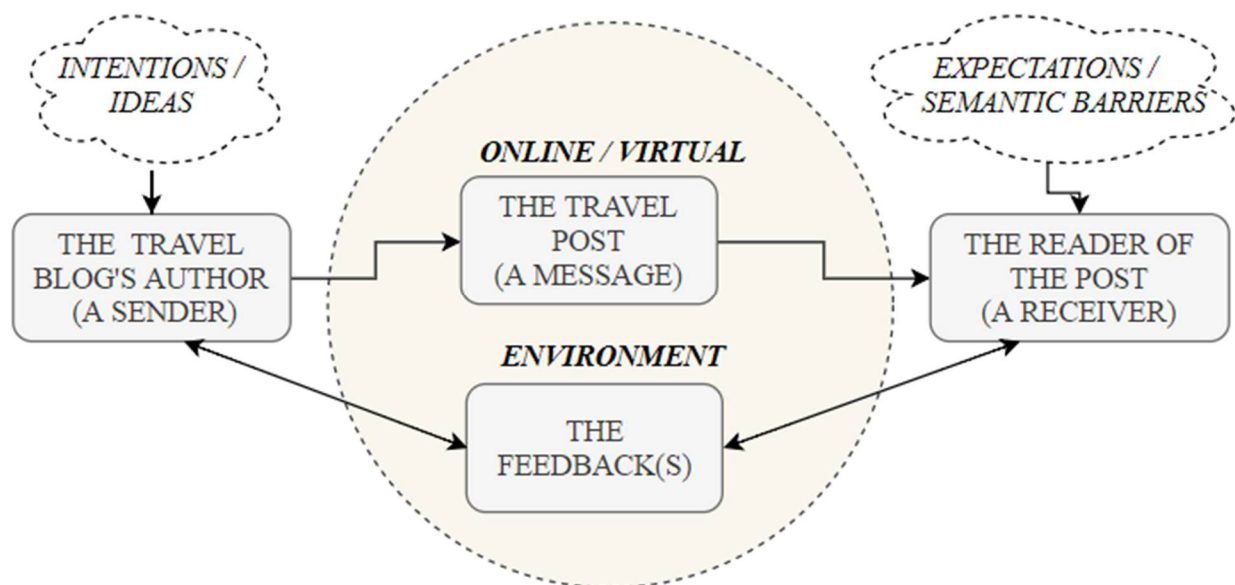 INTENTIONS /
IDEAS
EXPECTATIONS /
SEMANTIC BARRIERS
ONLINE / VIRTUAL
THE TRAVEL
BLOG'S AUTHOR
(A SENDER)
THE TRAVEL
POST
(A MESSAGE)
THE READER OF
THE POST
(A RECEIVER)
ENVIRONMENT
THE
FEEDBACK(S)